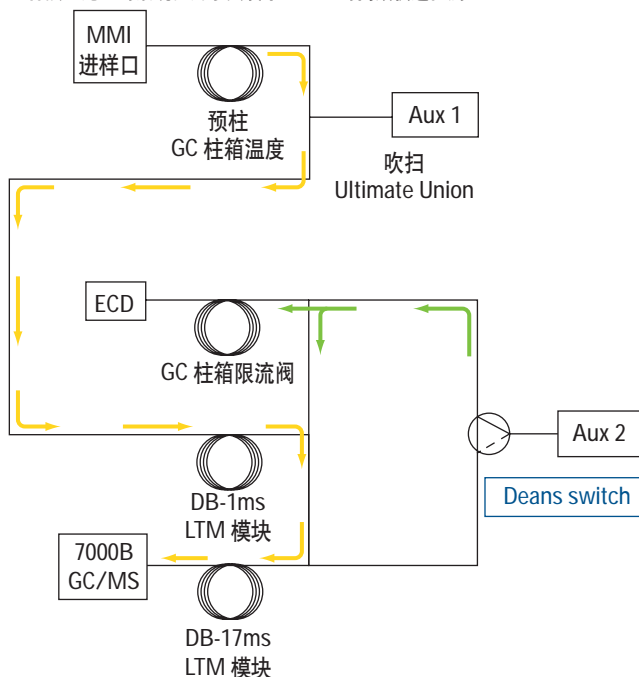 MMI
进样口
预柱
GC 柱箱温度
Aux 1
吹扫
Ultimate Union
ECD
GC 柱箱限流阀
Aux 2
Deans switch
DB-1ms
LTM 模块
7000B
GC/MS
DB-17ms
LTM 模块